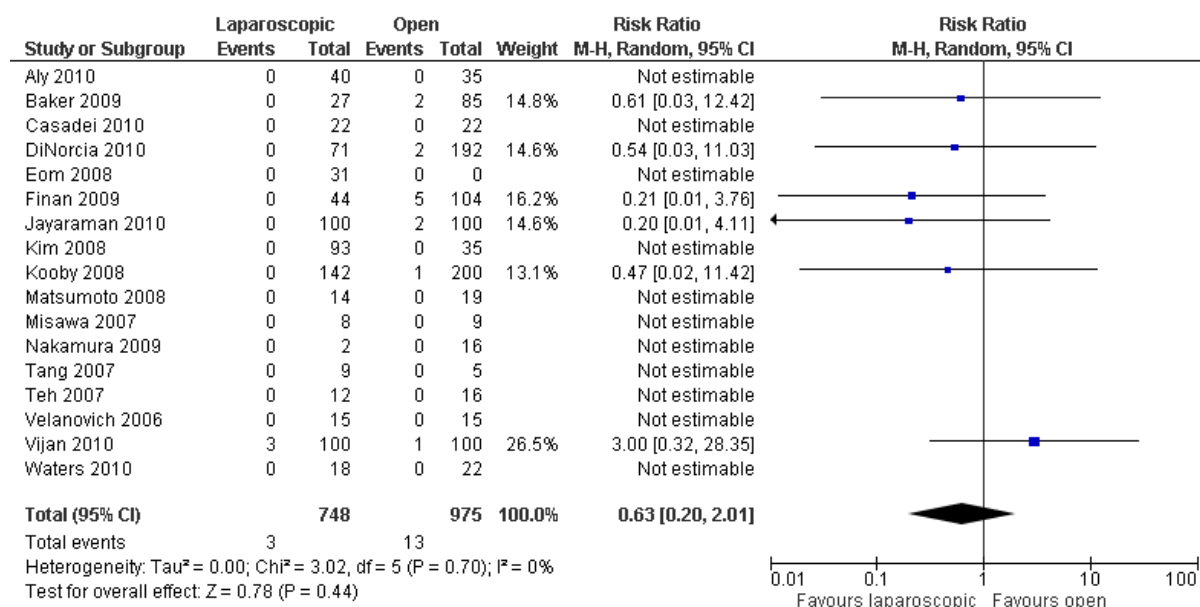 Laparoscopic Open Risk Ratio Risk Ratio
Study or Subgroup Events Total Events Total Weight M-H, Random, 95% CI M-H, Random, 95% CI
Aly 2010 0 40 0 35 Not estimable
Baker 2009 0 27 2 85 14.8% 0.61 [0.03, 12.42]
Casadei 2010 0 22 0 22 Not estimable
DiNorcia 2010 0 71 2 192 14.6% 0.54 [0.03, 11.03]
Eom 2008 0 31 0 0 Not estimable
Finan 2009 0 44 5 104 16.2% 0.21 [0.01, 3.76]
Jayaraman 2010 0 100 2 100 14.6% 0.20 [0.01, 4.11]
Kim 2008 0 93 0 35 Not estimable
Kooby 2008 0 142 1 200 13.1% 0.47 [0.02, 11.42]
Matsumoto 2008 0 14 0 19 Not estimable
Misawa 2007 0 8 0 9 Not estimable
Nakamura 2009 0 2 0 16 Not estimable
Tang 2007 0 9 0 5 Not estimable
Teh 2007 0 12 0 16 Not estimable
Velanovich 2006 0 15 0 15 Not estimable
Vijan 2010 3 100 1 100 26.5% 3.00 [0.32, 28.35]
Waters 2010 0 18 0 22 Not estimable
Total (95% CI) 748 975 100.0% 0.63 [0.20, 2.01]
Total events 3 13
Heterogeneity: Tau² = 0.00; Chi² = 3.02, df = 5 (P = 0.70); I² = 0%
Test for overall effect: Z = 0.78 (P = 0.44)
0.01 0.1 1 10 100
Favours laparoscopic Favours open